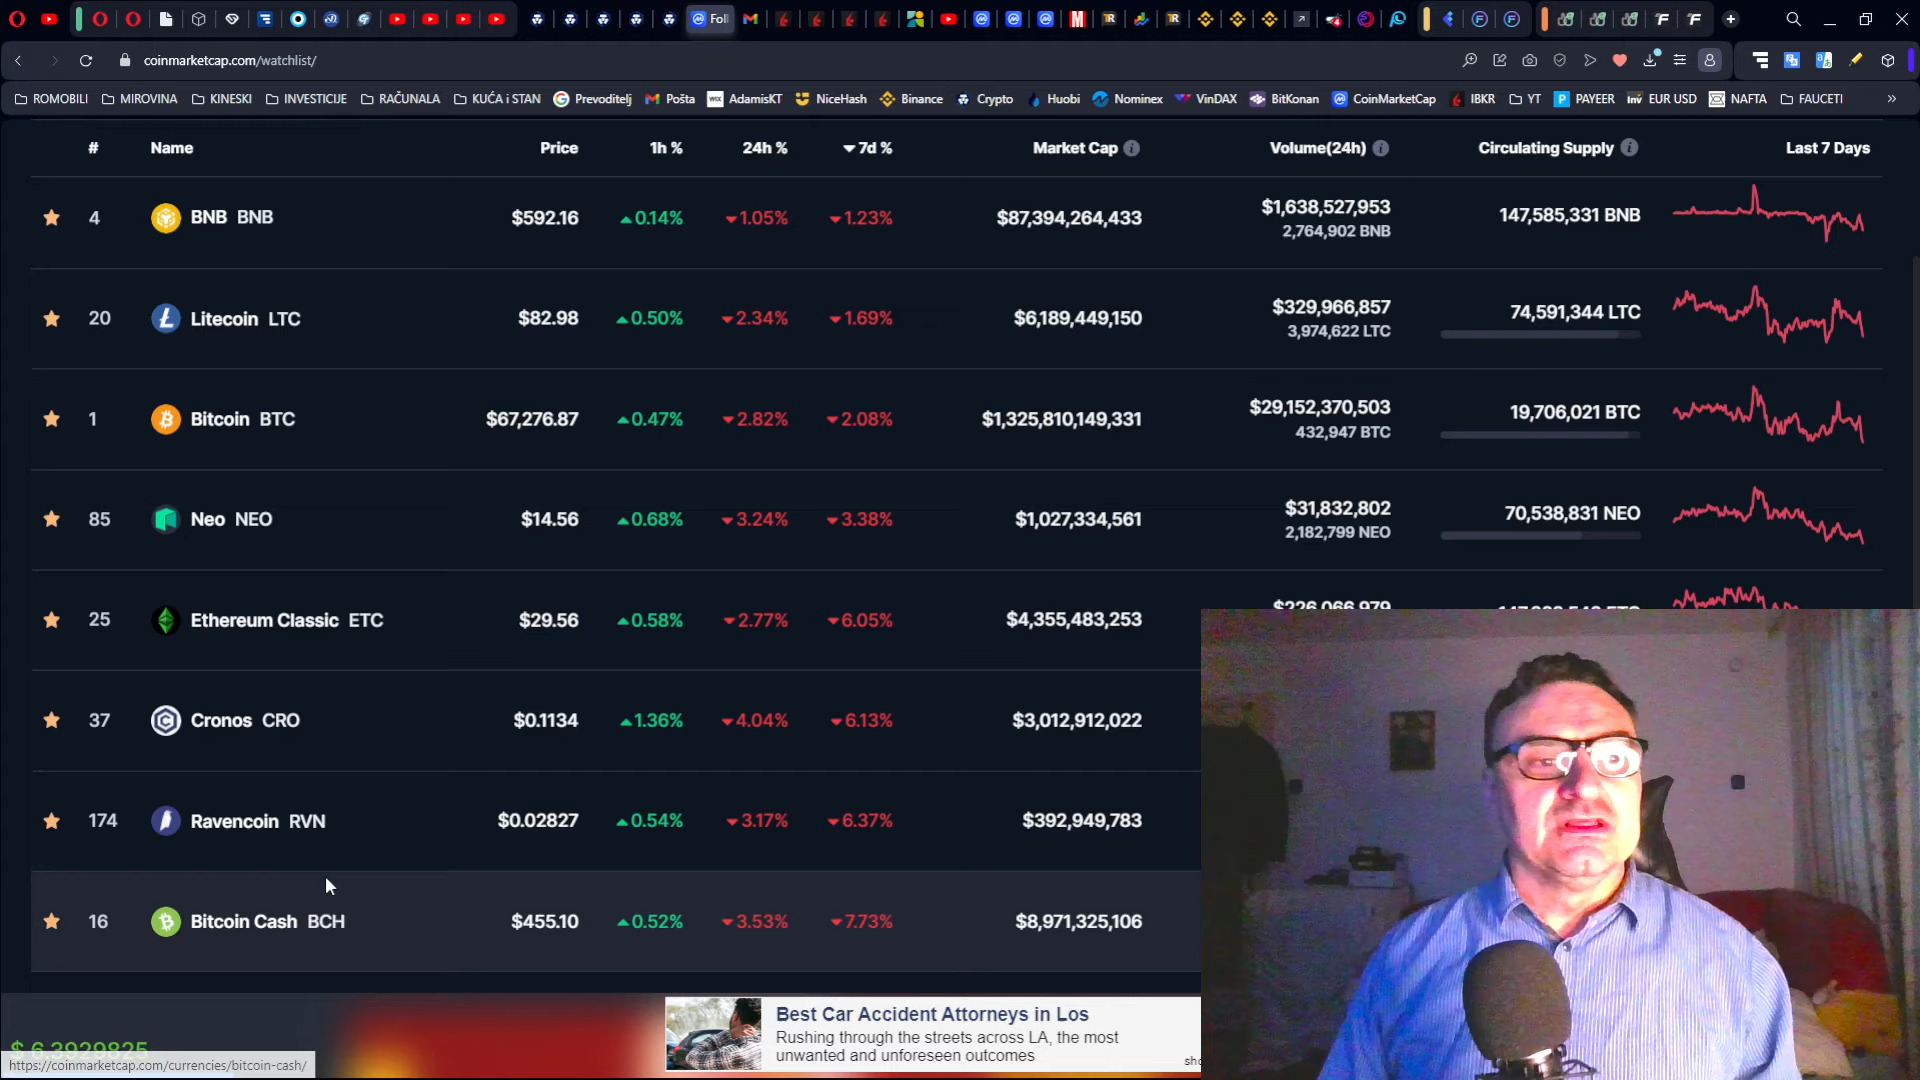 Foll
coinmarketcap.com/watchlist/
ROMOBILI MIROVINA KINESKI INVESTICIJE RAČUNALA KUĆA i STAN Prevoditelj Pošta AdamisKT NiceHash Binance Crypto Huobi Nominex VinDAX BitKonan CoinMarketCap IBKR YT PAYEER EUR USD NAFTA FAUCETI »
# Name Price 1h % 24h % 7d % Market Cap Volume(24h) Circulating Supply Last 7 Days
4 BNB BNB $592.16 0.14% 1.05% 1.23% $87,394,264,433 $1,638,527,953 147,585,331 BNB
2,764,902 BNB
20 Litecoin LTC $82.98 0.50% 2.34% 1.69% $6,189,449,150 $329,966,857 74,591,344 LTC
3,974,622 LTC
1 Bitcoin BTC $67,276.87 0.47% 2.82% 2.08% $1,325,810,149,331 $29,152,370,503 19,706,021 BTC
432,947 BTC
85 Neo NEO $14.56 0.68% 3.24% 3.38% $1,027,334,561 $31,832,802 70,538,831 NEO
2,182,799 NEO
25 Ethereum Classic ETC $29.56 0.58% 2.77% 6.05% $4,355,483,253 $226,066,979
37 Cronos CRO $0.1134 1.36% 4.04% 6.13% $3,012,912,022
174 Ravencoin RVN $0.02827 0.54% 3.17% 6.37% $392,949,783
16 Bitcoin Cash BCH $455.10 0.52% 3.53% 7.73% $8,971,325,106
Best Car Accident Attorneys in Los
Rushing through the streets across LA, the most
unwanted and unforeseen outcomes
$ 6.3929825
https://coinmarketcap.com/currencies/bitcoin-cash/